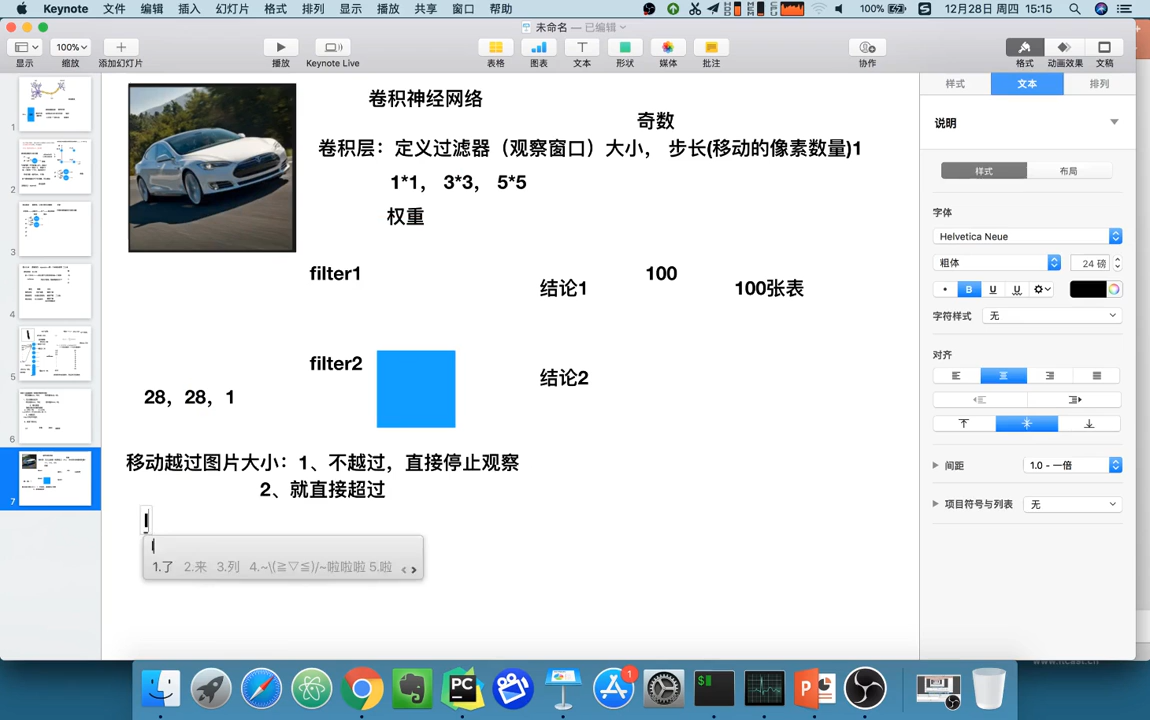 Keynote 文件 编辑 插入 幻灯片 格式 排列 显示 播放 共享 窗口 帮助 100% 12月28日 周四 15:15
未命名 — 已编辑
100%
显示 缩放 添加幻灯片 播放 Keynote Live 表格 图表 文本 形状 媒体 批注 协作 格式 动画效果 文稿
样式 文本 排列
卷积神经网络
奇数
卷积层：定义过滤器（观察窗口）大小， 步长(移动的像素数量)1
1*1， 3*3， 5*5
权重
filter1
结论1
100
100张表
filter2
结论2
28，28，1
移动越过图片大小：1、不越过，直接停止观察
2、就直接超过
l
l
1.了 2.来 3.列 4.~\(≧▽≦)/~啦啦啦 5.啦
说明
样式 布局
字体
Helvetica Neue
粗体 24 磅
B U U
字符样式 无
对齐
间距 1.0 - 一倍
项目符号与列表 无
1
2
3
4
5
6
7
PC
1
$
P